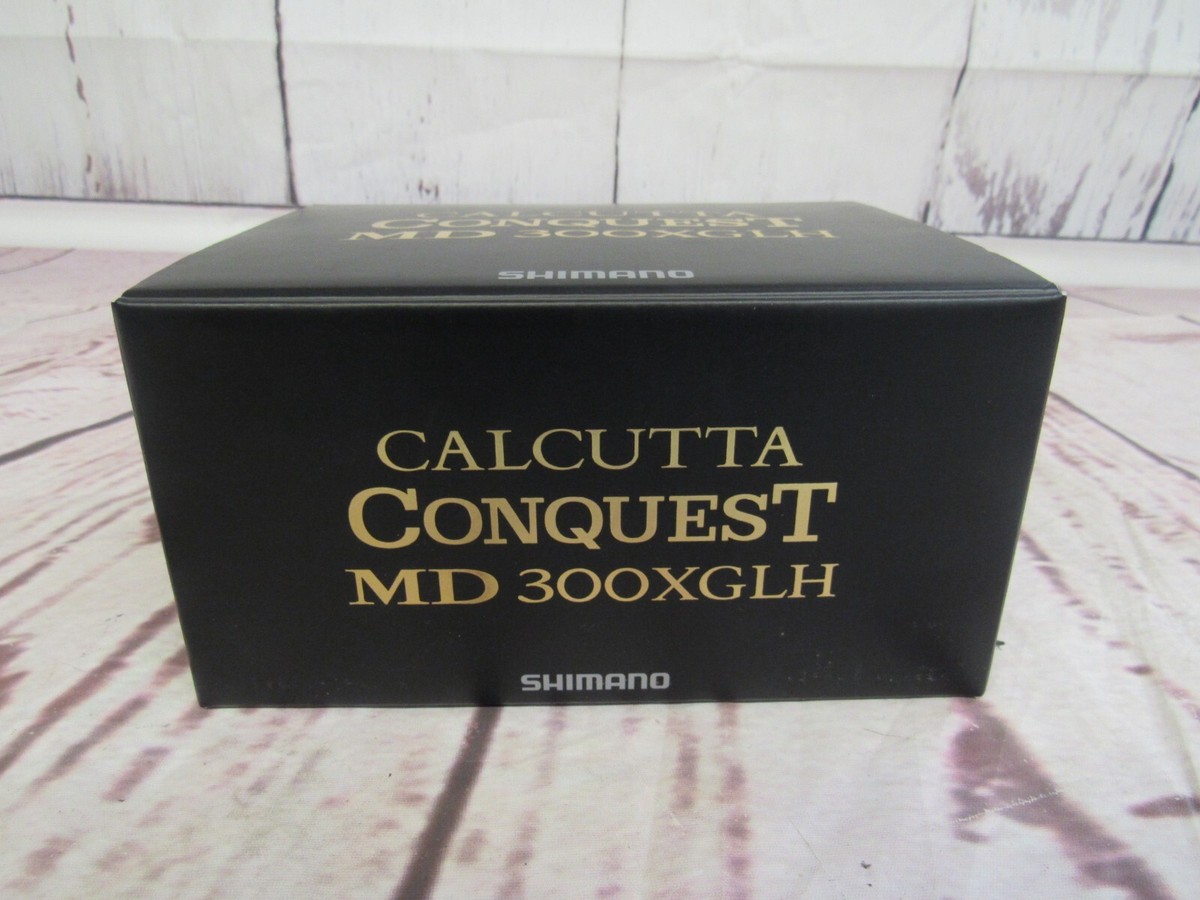 CALCUTTA
CONQUEST
MD 300XGLH
SHIMANO
CALCUTTA
CONQUEST
MD 300XGLH
SHIMANO